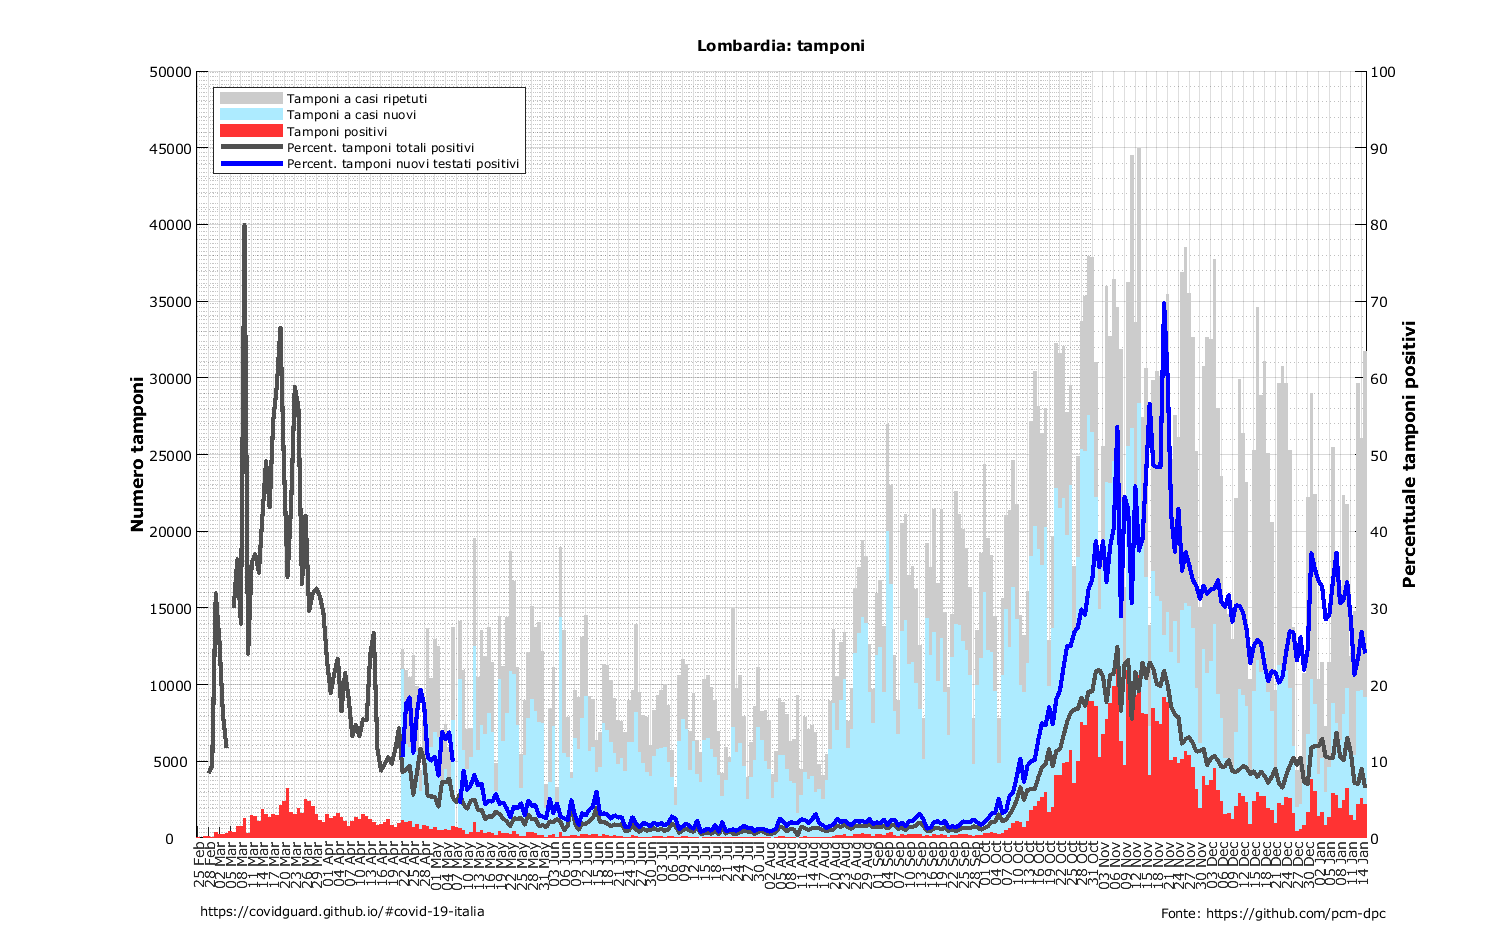 Lombardia: tamponi
50000
45000
40000
35000
30000
25000
20000
15000
10000
5000
0
Numero tamponi
Tamponi a casi ripetuti
Tamponi a casi nuovi
Tamponi positivi
Percent. tamponi totali positivi
Percent. tamponi nuovi testati positivi
100
90
80
70
60
50
40
30
20
10
0
Percentuale tamponi positivi
25 Feb
28 Feb
02 Mar
05 Mar
08 Mar
11 Mar
14 Mar
17 Mar
20 Mar
23 Mar
26 Mar
29 Mar
01 Apr
04 Apr
07 Apr
10 Apr
13 Apr
16 Apr
19 Apr
22 Apr
25 Apr
28 Apr
01 May
04 May
07 May
10 May
13 May
16 May
19 May
22 May
25 May
28 May
31 May
03 Jun
06 Jun
09 Jun
12 Jun
15 Jun
18 Jun
21 Jun
24 Jun
27 Jun
30 Jun
03 Jul
06 Jul
09 Jul
12 Jul
15 Jul
18 Jul
21 Jul
24 Jul
27 Jul
30 Jul
02 Aug
05 Aug
08 Aug
11 Aug
14 Aug
17 Aug
20 Aug
23 Aug
26 Aug
29 Aug
01 Sep
04 Sep
07 Sep
10 Sep
13 Sep
16 Sep
19 Sep
22 Sep
25 Sep
28 Sep
01 Oct
04 Oct
07 Oct
10 Oct
13 Oct
16 Oct
19 Oct
22 Oct
25 Oct
28 Oct
31 Oct
03 Nov
06 Nov
09 Nov
12 Nov
15 Nov
18 Nov
21 Nov
24 Nov
27 Nov
30 Nov
03 Dec
06 Dec
09 Dec
12 Dec
15 Dec
18 Dec
21 Dec
24 Dec
27 Dec
30 Dec
02 Jan
05 Jan
08 Jan
11 Jan
14 Jan
https://covidguard.github.io/#covid-19-italia
Fonte: https://github.com/pcm-dpc